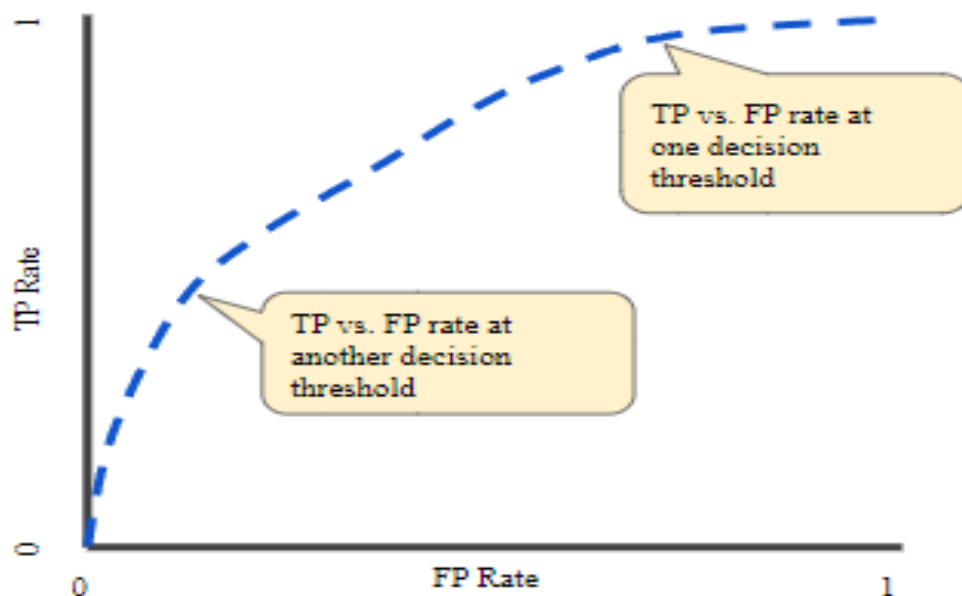 1
TP vs. FP rate at
one decision
threshold
TP Rate
TP vs. FP rate at
another decision
threshold
0
0
FP Rate
1